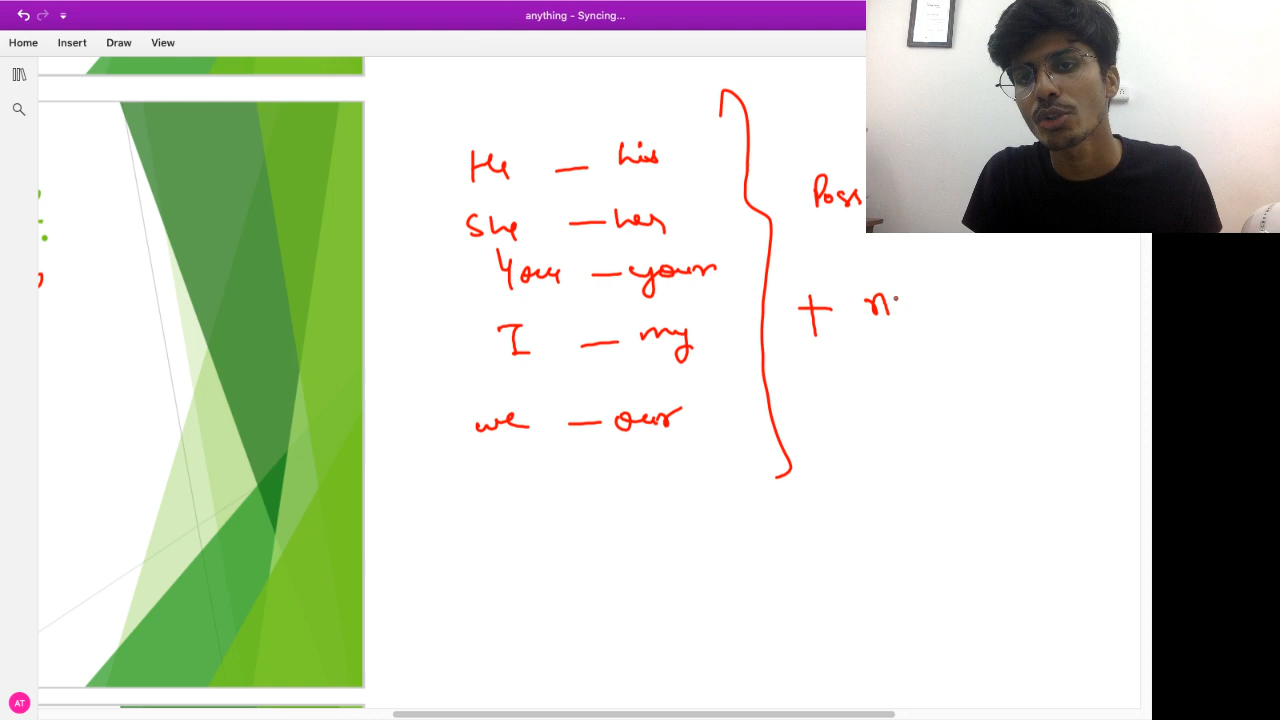 anything - Syncing...
Home Insert Draw View
He — his
She — her
Poss
You — your
+ n
I — my
we — our
AT